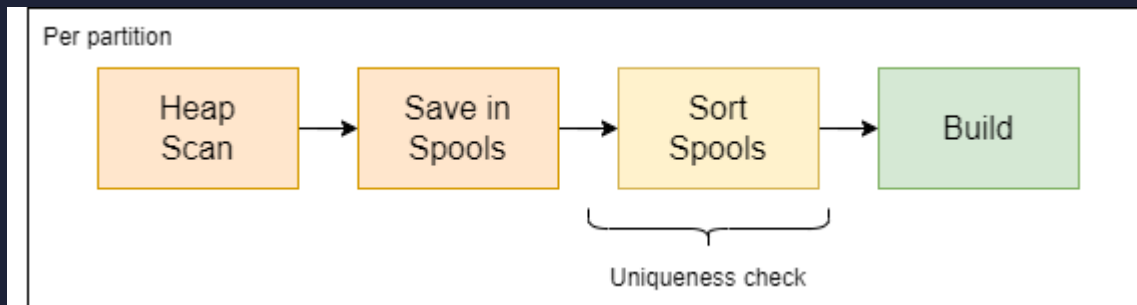 Per partition
Heap
Scan
Save in
Spools
Sort
Spools
Build
Uniqueness check